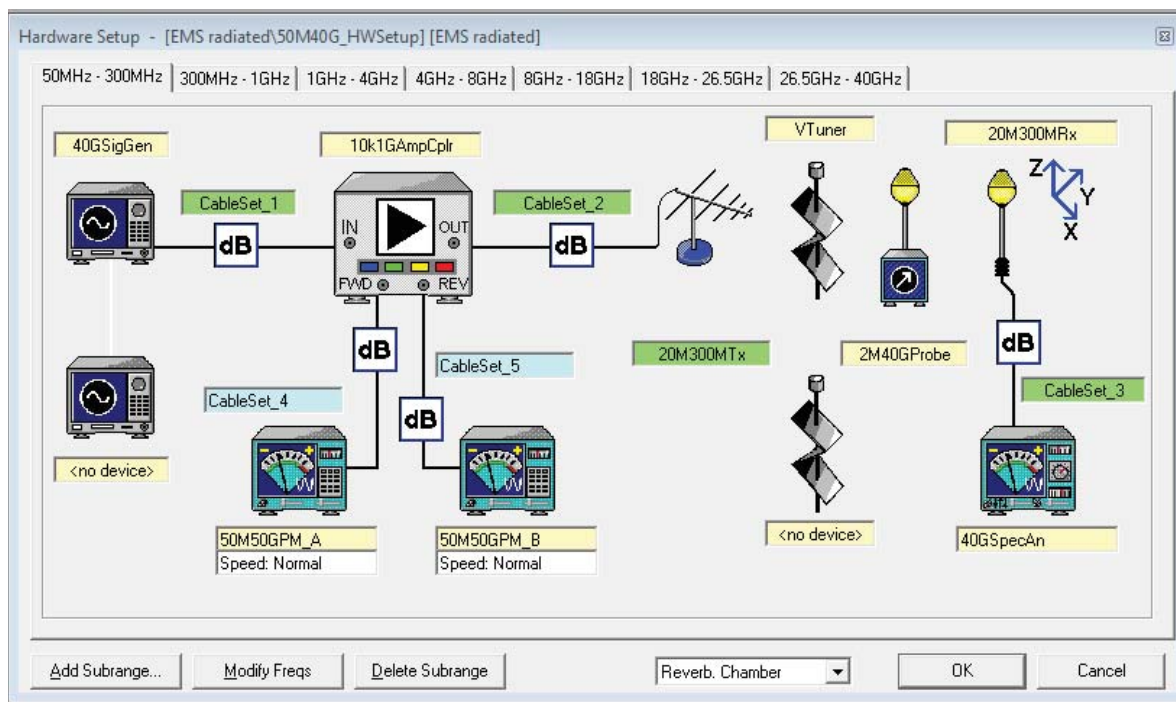 Hardware Setup - [EMS radiated\50M40G_HWSetup] [EMS radiated]
50MHz - 300MHz
300MHz - 1GHz
1GHz - 4GHz
4GHz - 8GHz
8GHz - 18GHz
18GHz - 26.5GHz
26.5GHz - 40GHz
40GSigGen
10k1GAmpCplr
VTuner
20M300MRx
CableSet_1
CableSet_2
Z
Y
X
dB
IN
OUT
dB
FWD
REV
dB
CableSet_5
20M300MTx
2M40GProbe
dB
CableSet_4
dB
CableSet_3
<no device>
<no device>
50M50GPM_A
Speed: Normal
50M50GPM_B
Speed: Normal
40GSpecAn
Add Subrange...
Modify Freqs
Delete Subrange
Reverb. Chamber
OK
Cancel